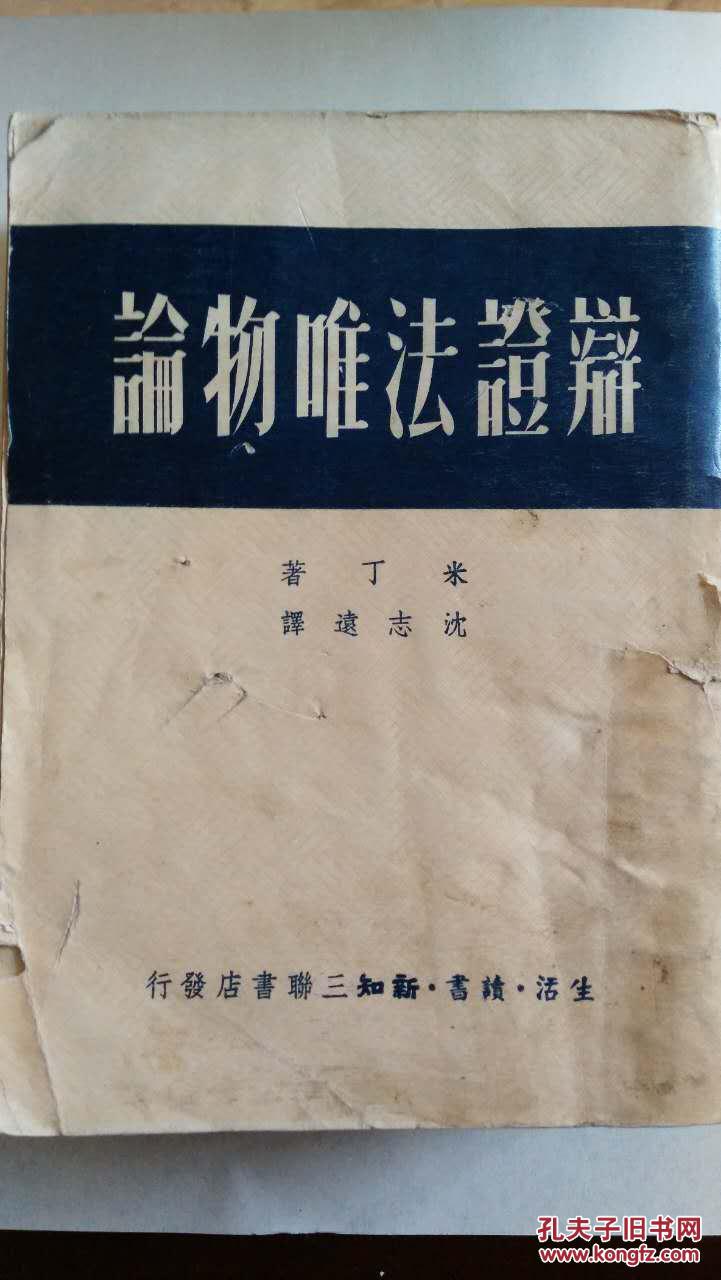 辯證法唯物論
米丁著
沈志遠譯
生活·讀書·新知三聯書店發行
孔夫子旧书网
www.kongfz.com